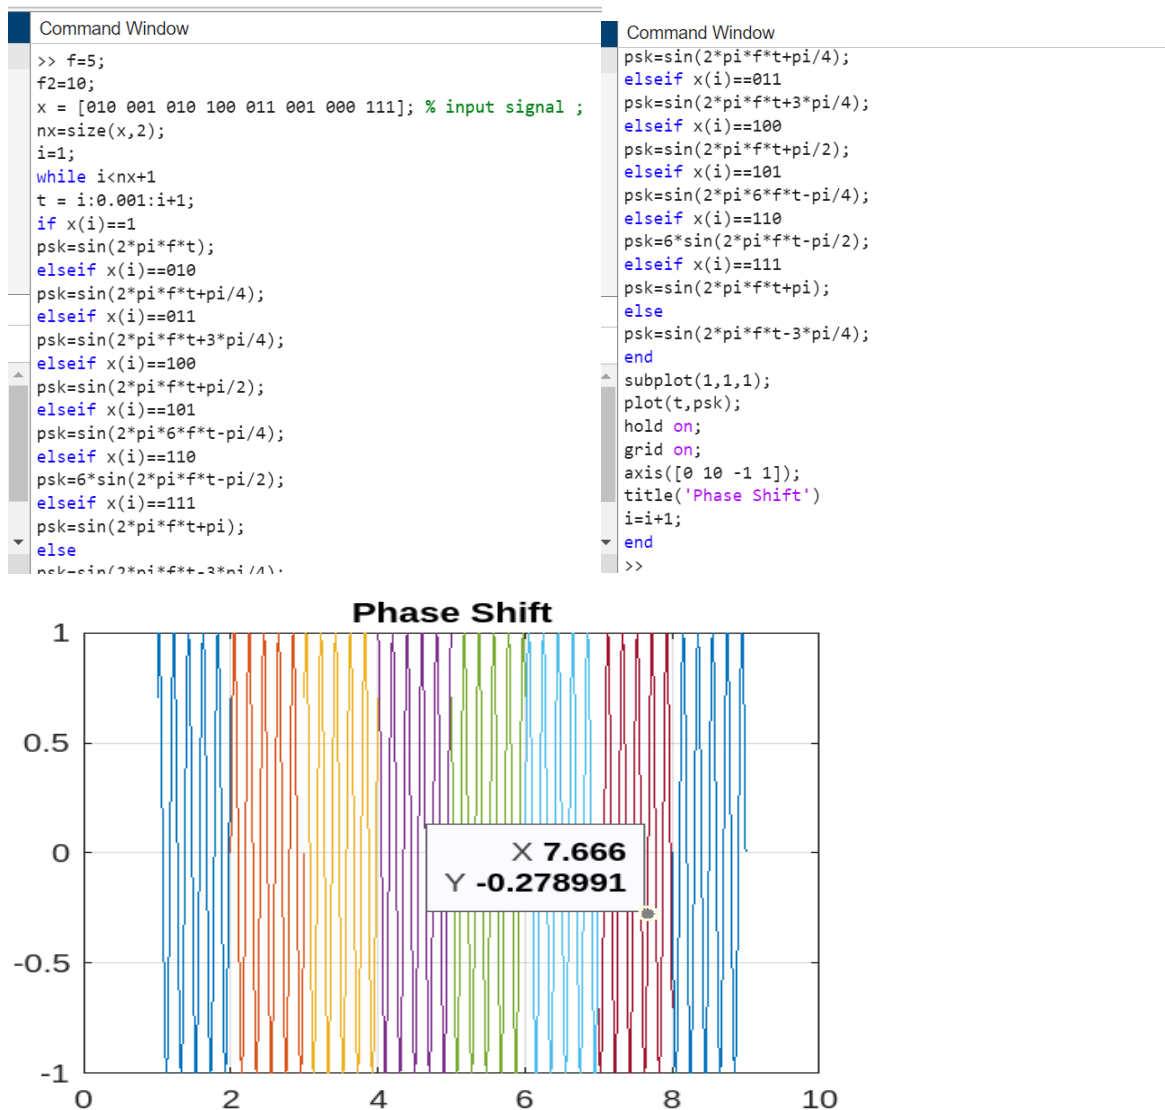 Command Window
>> f=5;
f2=10;
x = [010 001 010 100 011 001 000 111]; % input signal ;
nx=size(x,2);
i=1;
while i<nx+1
t = i:0.001:i+1;
if x(i)==1
psk=sin(2*pi*f*t);
elseif x(i)==010
psk=sin(2*pi*f*t+pi/4);
elseif x(i)==011
psk=sin(2*pi*f*t+3*pi/4);
elseif x(i)==100
psk=sin(2*pi*f*t+pi/2);
elseif x(i)==101
psk=sin(2*pi*6*f*t-pi/4);
elseif x(i)==110
psk=6*sin(2*pi*f*t-pi/2);
elseif x(i)==111
psk=sin(2*pi*f*t+pi);
else
psk=sin(2*pi*f*t-3*pi/4);
Command Window
psk=sin(2*pi*f*t+pi/4);
elseif x(i)==011
psk=sin(2*pi*f*t+3*pi/4);
elseif x(i)==100
psk=sin(2*pi*f*t+pi/2);
elseif x(i)==101
psk=sin(2*pi*6*f*t-pi/4);
elseif x(i)==110
psk=6*sin(2*pi*f*t-pi/2);
elseif x(i)==111
psk=sin(2*pi*f*t+pi);
else
psk=sin(2*pi*f*t-3*pi/4);
end
subplot(1,1,1);
plot(t,psk);
hold on;
grid on;
axis([0 10 -1 1]);
title('Phase Shift')
i=i+1;
end
>>
Phase Shift
1
0.5
0
-0.5
-1
X 7.666
Y -0.278991
0 2 4 6 8 10